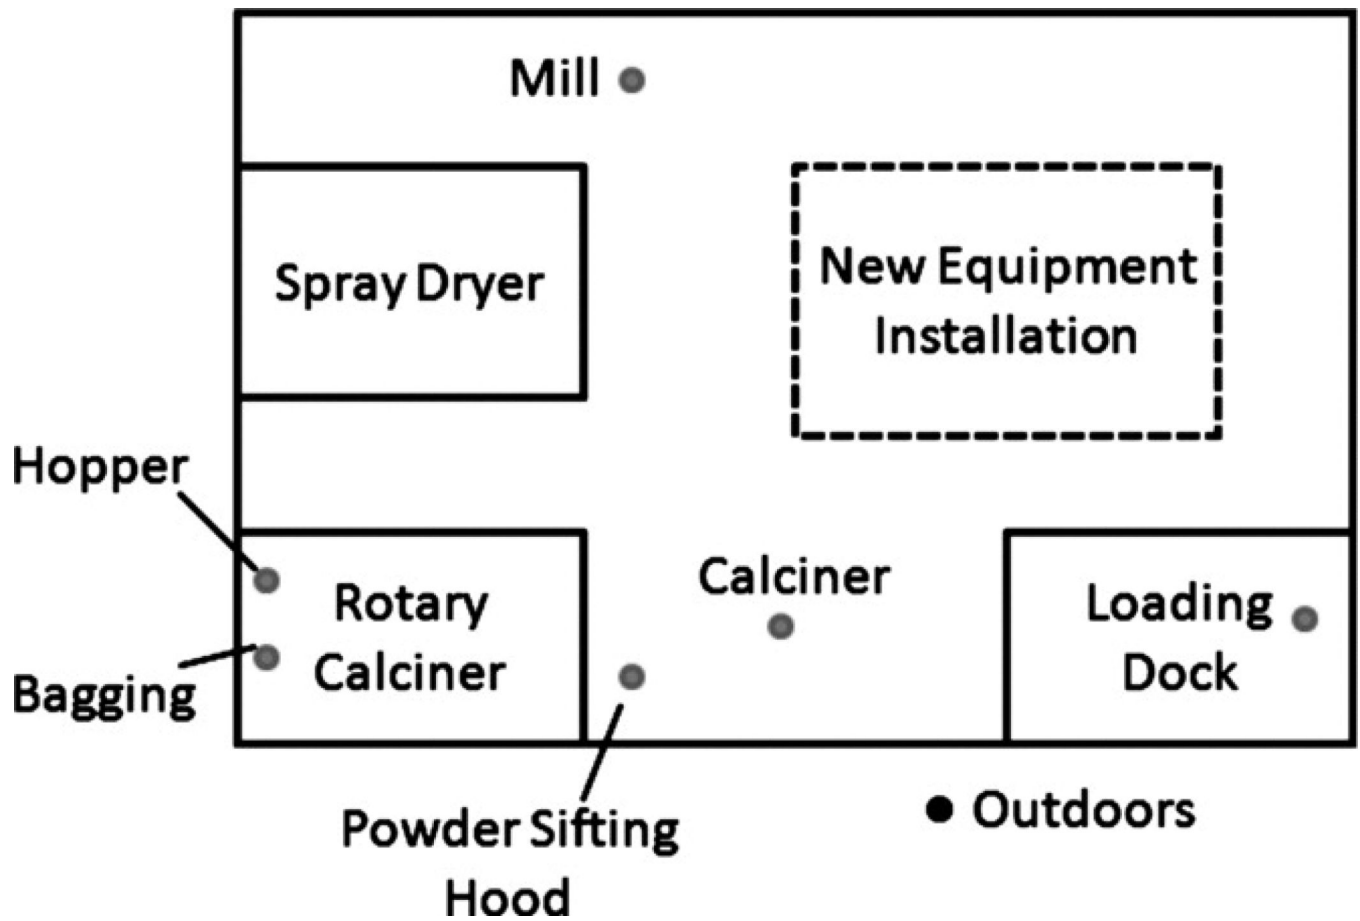 Mill
Spray Dryer
New Equipment
Installation
Hopper
Rotary
Calciner
Bagging
Calciner
Loading
Dock
Powder Sifting
Hood
Outdoors